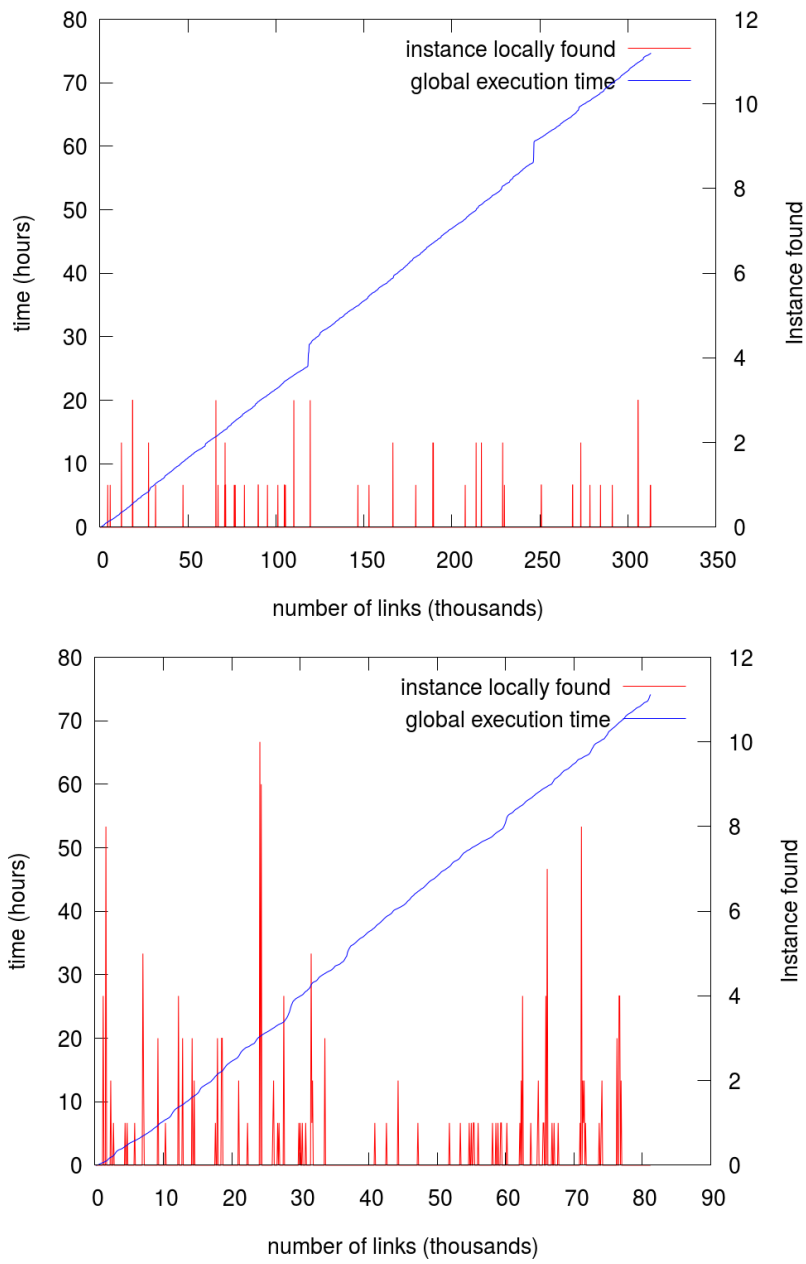 80
70
60
50
40
30
20
10
0
12
10
8
6
4
2
0
time (hours)
Instance found
instance locally found
global execution time
0 50 100 150 200 250 300 350
number of links (thousands)
80
70
60
50
40
30
20
10
0
12
10
8
6
4
2
0
time (hours)
Instance found
instance locally found
global execution time
0 10 20 30 40 50 60 70 80 90
number of links (thousands)